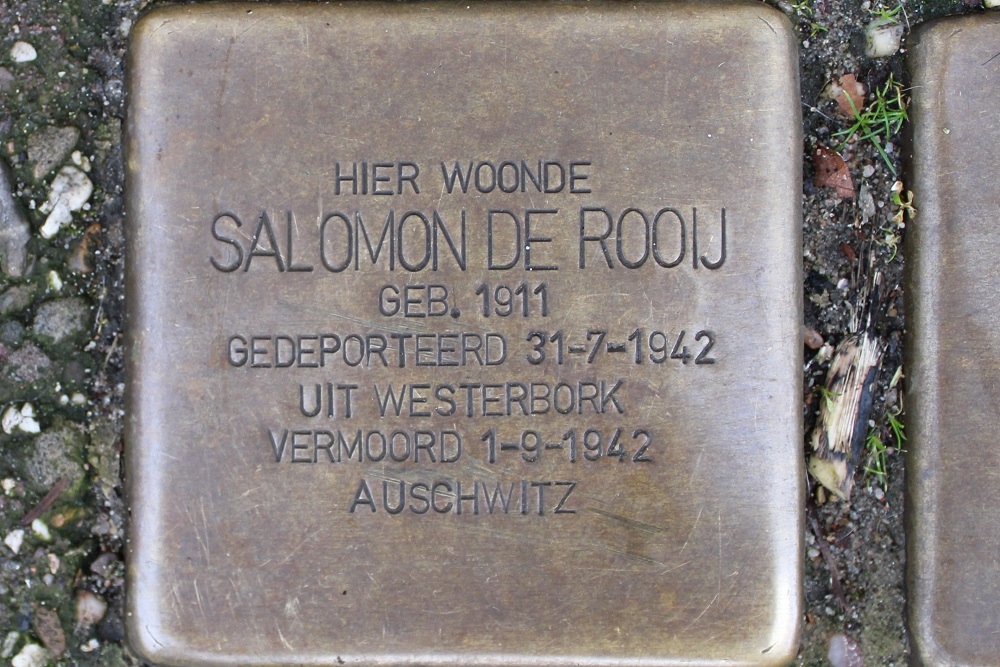 HIER WOONDE
SALOMON DE ROOIJ
GEB. 1911
GEDEPORTEERD 31-7-1942
UIT WESTERBORK
VERMOORD 1-9-1942
AUSCHWITZ